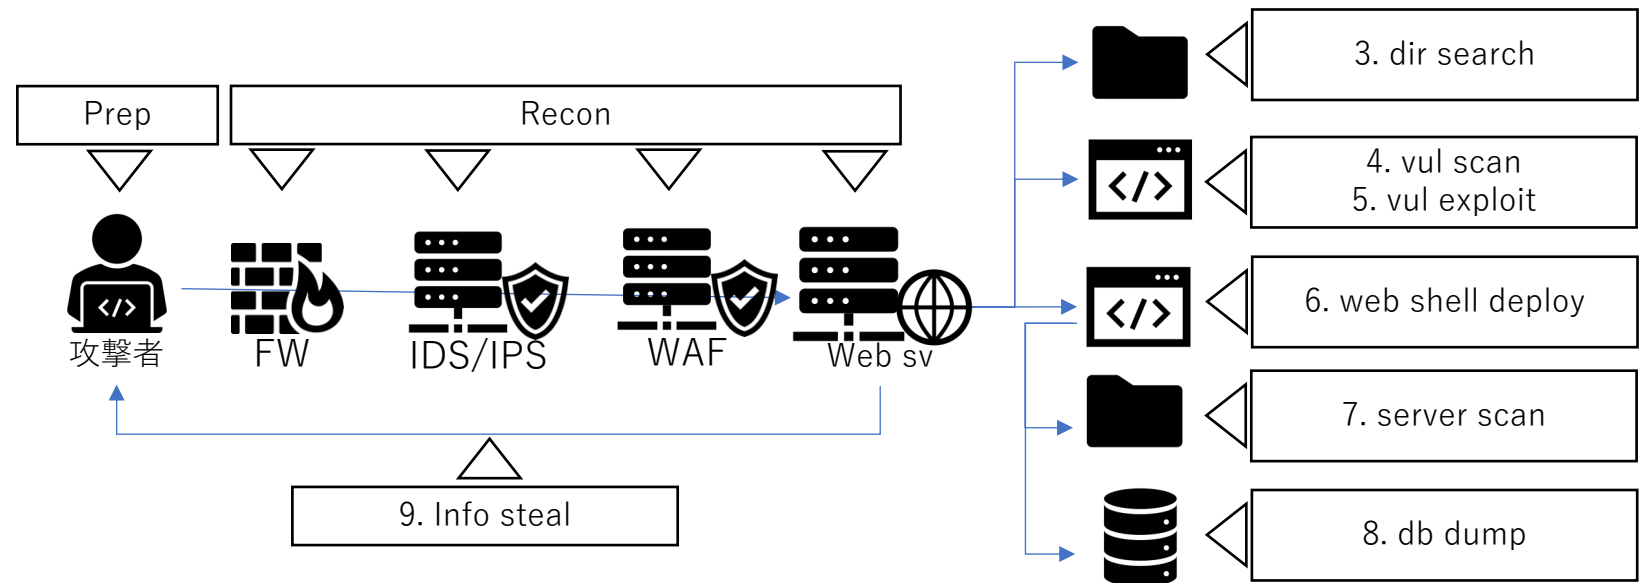 Prep
Recon
3. dir search
4. vul scan
5. vul exploit
6. web shell deploy
攻撃者
FW
IDS/IPS
WAF
Web sv
7. server scan
9. Info steal
8. db dump